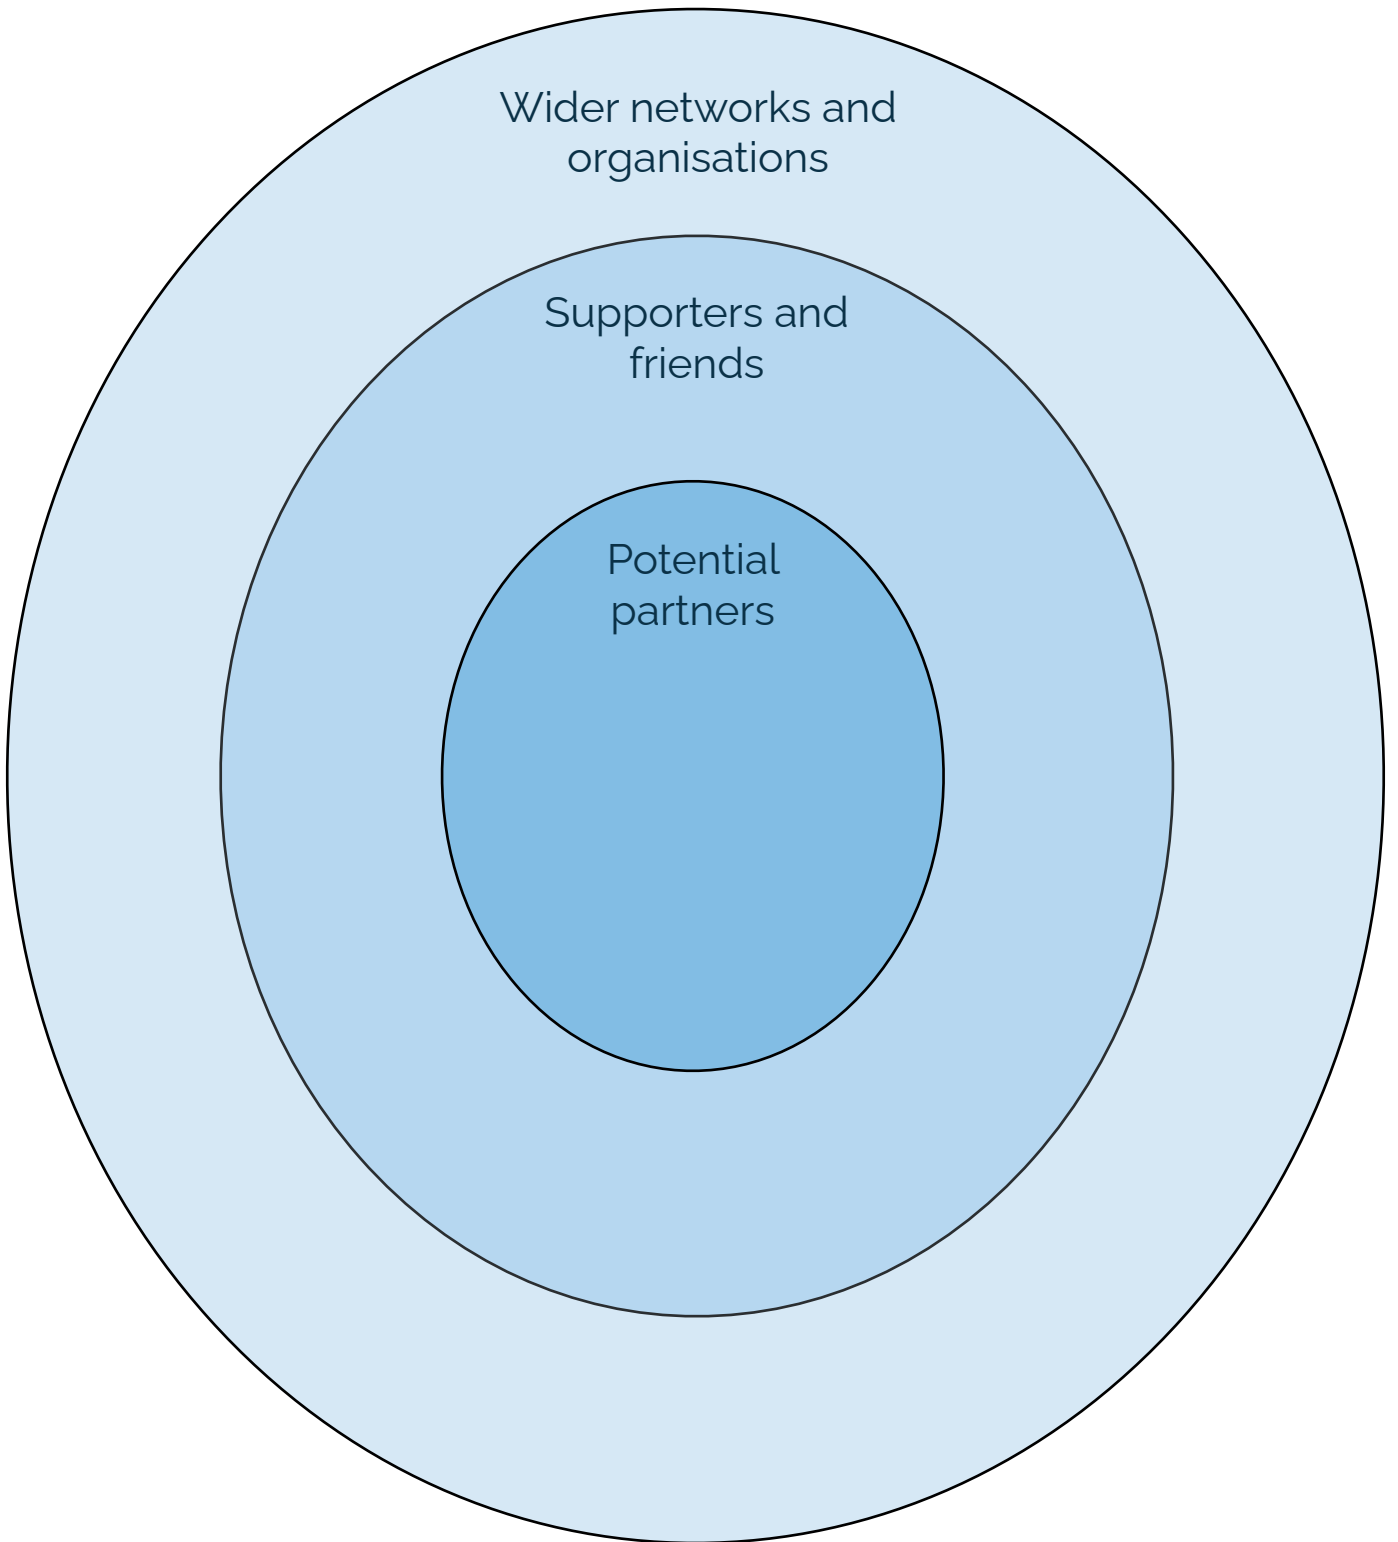 Wider networks and
organisations
Supporters and
friends
Potential
partners